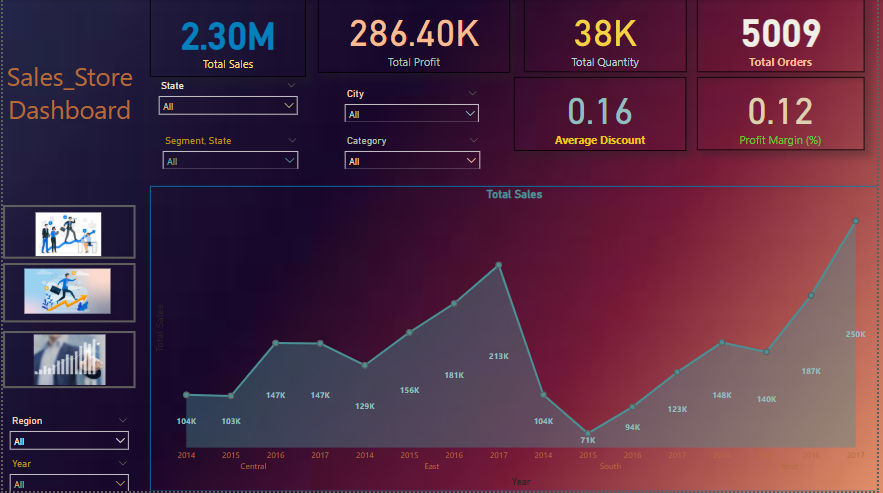 Sales_Store
Dashboard
2.30M
Total Sales
286.40K
Total Profit
38K
Total Quantity
5009
Total Orders
State
All
City
All
0.16
Average Discount
0.12
Profit Margin (%)
Segment, State
All
Category
All
Total Sales
Total Sales
104K
103K
147K
147K
129K
156K
181K
213K
104K
71K
94K
123K
148K
140K
187K
250K
2014 2015 2016 2017 2014 2015 2016 2017 2014 2015 2016 2017 2014 2015 2016 2017
Central East South West
Year
Region
All
Year
All